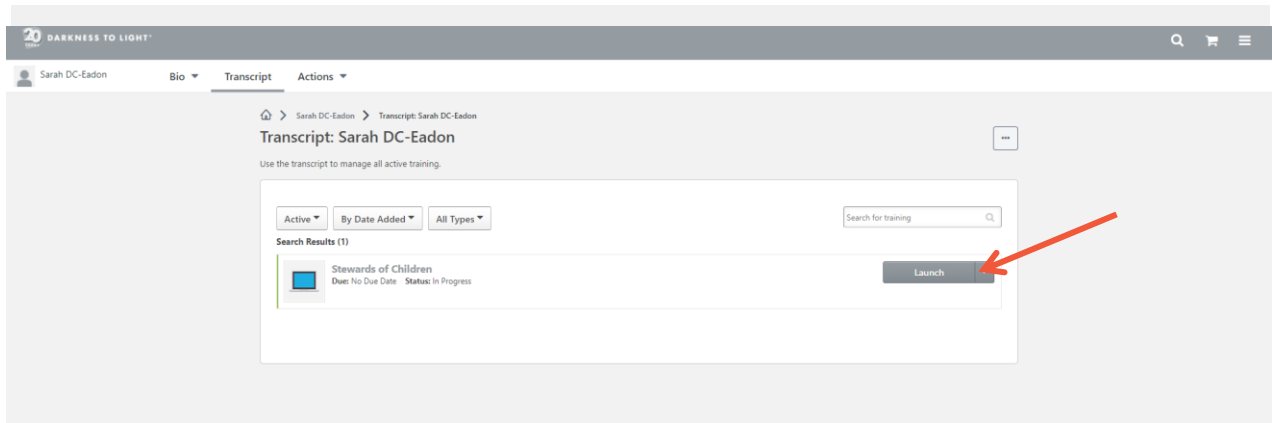 20 DARKNESS TO LIGHT
Sarah DC-Eadon Bio Transcript Actions
Sarah DC-Eadon Transcript: Sarah DC-Eadon
Transcript: Sarah DC-Eadon
Use the transcript to manage all active training.
Active By Date Added All Types Search for training
Search Results (1)
Stewards of Children
Due: No Due Date Status: In Progress
Launch